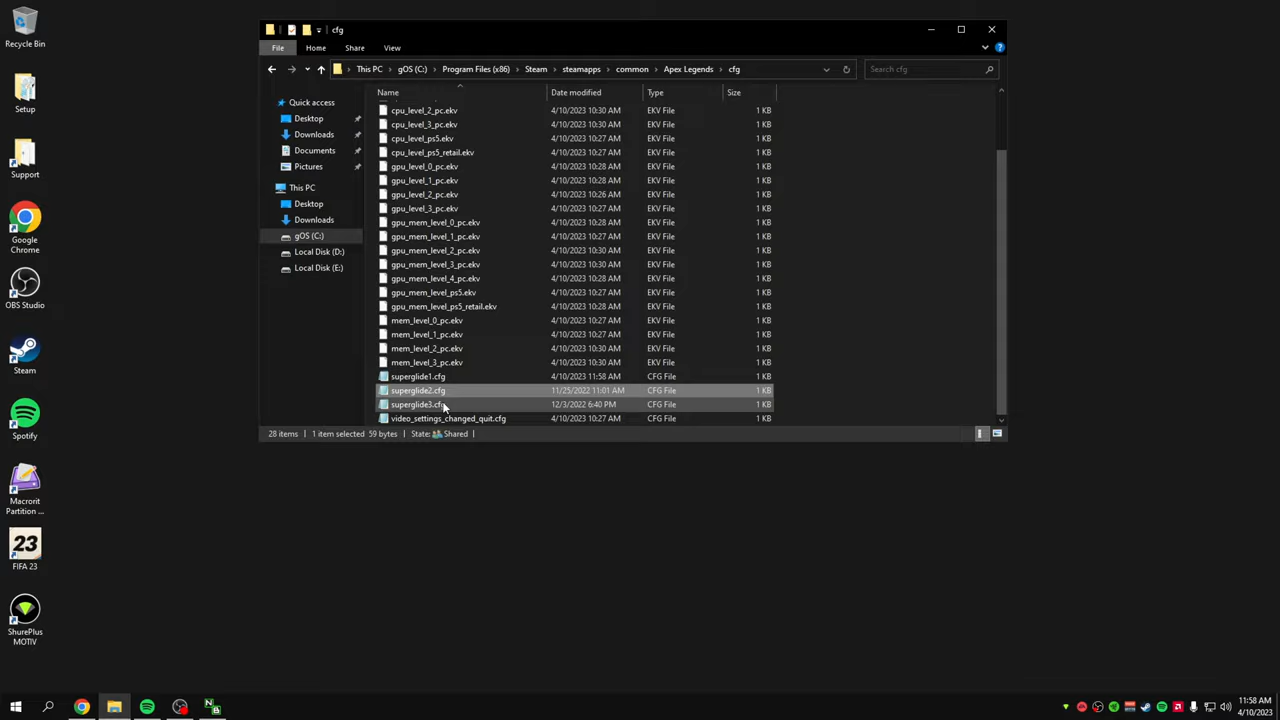 cfg
File
Home
Share
View
This PC
gOS (C:)
Program Files (x86)
Steam
steamapps
common
Apex Legends
cfg
Search cfg
Name
Date modified
Type
Size
Quick access
Desktop
Downloads
Documents
Pictures
This PC
Desktop
Downloads
gOS (C:)
Local Disk (D:)
Local Disk (E:)
cpu_level_2_pc.ekv 4/10/2023 10:30 AM EKV File 1 KB
cpu_level_3_pc.ekv 4/10/2023 10:30 AM EKV File 1 KB
cpu_level_ps5.ekv 4/10/2023 10:27 AM EKV File 1 KB
cpu_level_ps5_retail.ekv 4/10/2023 10:27 AM EKV File 1 KB
gpu_level_0_pc.ekv 4/10/2023 10:28 AM EKV File 1 KB
gpu_level_1_pc.ekv 4/10/2023 10:28 AM EKV File 1 KB
gpu_level_2_pc.ekv 4/10/2023 10:26 AM EKV File 1 KB
gpu_level_3_pc.ekv 4/10/2023 10:27 AM EKV File 1 KB
gpu_mem_level_0_pc.ekv 4/10/2023 10:28 AM EKV File 1 KB
gpu_mem_level_1_pc.ekv 4/10/2023 10:27 AM EKV File 1 KB
gpu_mem_level_2_pc.ekv 4/10/2023 10:30 AM EKV File 1 KB
gpu_mem_level_3_pc.ekv 4/10/2023 10:30 AM EKV File 1 KB
gpu_mem_level_4_pc.ekv 4/10/2023 10:28 AM EKV File 1 KB
gpu_mem_level_ps5.ekv 4/10/2023 10:27 AM EKV File 1 KB
gpu_mem_level_ps5_retail.ekv 4/10/2023 10:28 AM EKV File 1 KB
mem_level_0_pc.ekv 4/10/2023 10:27 AM EKV File 1 KB
mem_level_1_pc.ekv 4/10/2023 10:27 AM EKV File 1 KB
mem_level_2_pc.ekv 4/10/2023 10:30 AM EKV File 1 KB
mem_level_3_pc.ekv 4/10/2023 10:30 AM EKV File 1 KB
superglide1.cfg 4/10/2023 11:58 AM CFG File 1 KB
superglide2.cfg 11/25/2022 11:01 AM CFG File 1 KB
superglide3.cfg 12/3/2022 6:40 PM CFG File 1 KB
video_settings_changed_quit.cfg 4/10/2023 10:27 AM CFG File 1 KB
28 items 1 item selected 59 bytes State: Shared
Recycle Bin
Setup
Support
Google
Chrome
OBS Studio
Steam
Spotify
Macrorit
Partition ...
23
FIFA 23
ShurePlus
MOTIV
N
B
11:58 AM
4/10/2023